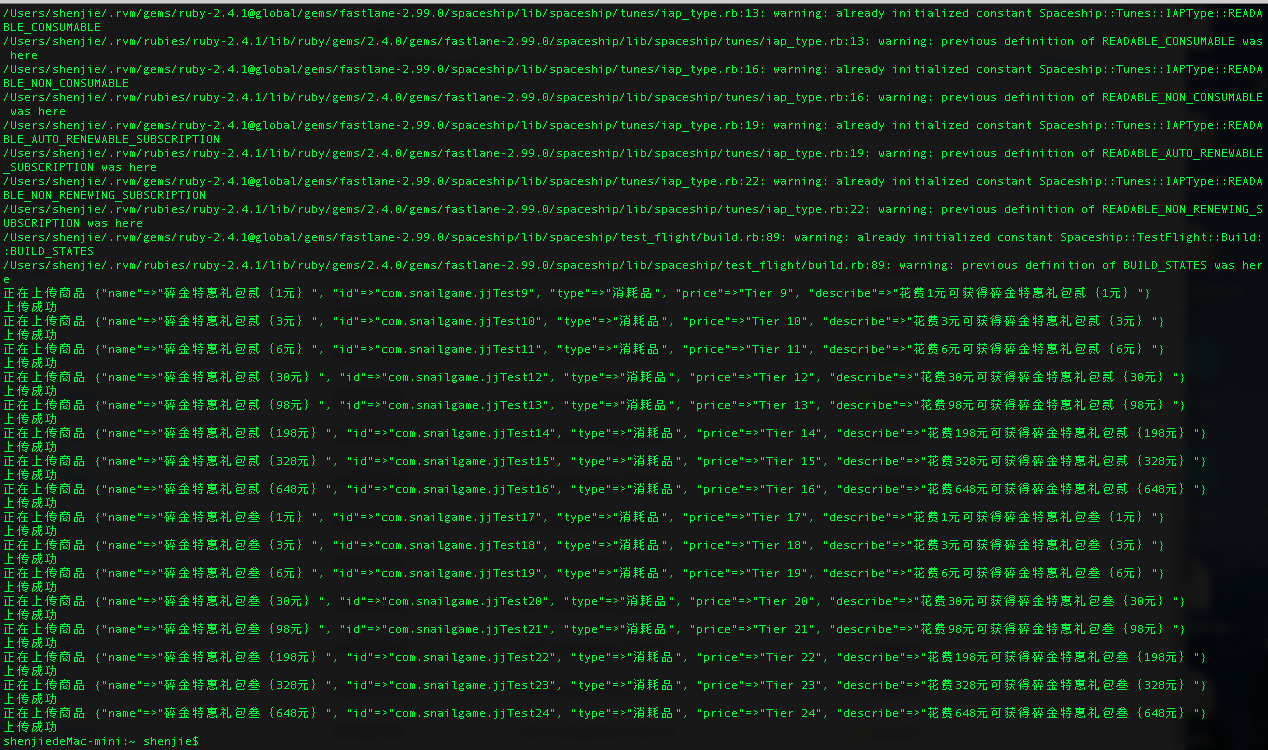 /Users/shenjie/.rvm/gems/ruby-2.4.1@global/gems/fastlane-2.99.0/spaceship/lib/spaceship/tunes/iap_type.rb:13: warning: already initialized constant Spaceship::Tunes::IAPType::READA
BLE_CONSUMABLE
/Users/shenjie/.rvm/rubies/ruby-2.4.1/lib/ruby/gems/2.4.0/gems/fastlane-2.99.0/spaceship/lib/spaceship/tunes/iap_type.rb:13: warning: previous definition of READABLE_CONSUMABLE was
here
/Users/shenjie/.rvm/gems/ruby-2.4.1@global/gems/fastlane-2.99.0/spaceship/lib/spaceship/tunes/iap_type.rb:16: warning: already initialized constant Spaceship::Tunes::IAPType::READA
BLE_NON_CONSUMABLE
/Users/shenjie/.rvm/rubies/ruby-2.4.1/lib/ruby/gems/2.4.0/gems/fastlane-2.99.0/spaceship/lib/spaceship/tunes/iap_type.rb:16: warning: previous definition of READABLE_NON_CONSUMABLE
was here
/Users/shenjie/.rvm/gems/ruby-2.4.1@global/gems/fastlane-2.99.0/spaceship/lib/spaceship/tunes/iap_type.rb:19: warning: already initialized constant Spaceship::Tunes::IAPType::READA
BLE_AUTO_RENEWABLE_SUBSCRIPTION
/Users/shenjie/.rvm/rubies/ruby-2.4.1/lib/ruby/gems/2.4.0/gems/fastlane-2.99.0/spaceship/lib/spaceship/tunes/iap_type.rb:19: warning: previous definition of READABLE_AUTO_RENEWABLE
_SUBSCRIPTION was here
/Users/shenjie/.rvm/gems/ruby-2.4.1@global/gems/fastlane-2.99.0/spaceship/lib/spaceship/tunes/iap_type.rb:22: warning: already initialized constant Spaceship::Tunes::IAPType::READA
BLE_NON_RENEWING_SUBSCRIPTION
/Users/shenjie/.rvm/rubies/ruby-2.4.1/lib/ruby/gems/2.4.0/gems/fastlane-2.99.0/spaceship/lib/spaceship/tunes/iap_type.rb:22: warning: previous definition of READABLE_NON_RENEWING_S
UBSCRIPTION was here
/Users/shenjie/.rvm/gems/ruby-2.4.1@global/gems/fastlane-2.99.0/spaceship/lib/spaceship/test_flight/build.rb:89: warning: already initialized constant Spaceship::TestFlight::Build:
:BUILD_STATES
/Users/shenjie/.rvm/rubies/ruby-2.4.1/lib/ruby/gems/2.4.0/gems/fastlane-2.99.0/spaceship/lib/spaceship/test_flight/build.rb:89: warning: previous definition of BUILD_STATES was her
e
正在上传商品 {"name"=>"碎金特惠礼包贰 {1元} ", "id"=>"com.snailgame.jjTest9", "type"=>"消耗品", "price"=>"Tier 9", "describe"=>"花费1元可获得碎金特惠礼包贰 {1元} "}
上传成功
正在上传商品 {"name"=>"碎金特惠礼包贰 {3元} ", "id"=>"com.snailgame.jjTest10", "type"=>"消耗品", "price"=>"Tier 10", "describe"=>"花费3元可获得碎金特惠礼包贰 {3元} "}
上传成功
正在上传商品 {"name"=>"碎金特惠礼包贰 {6元} ", "id"=>"com.snailgame.jjTest11", "type"=>"消耗品", "price"=>"Tier 11", "describe"=>"花费6元可获得碎金特惠礼包贰 {6元} "}
上传成功
正在上传商品 {"name"=>"碎金特惠礼包贰 {30元} ", "id"=>"com.snailgame.jjTest12", "type"=>"消耗品", "price"=>"Tier 12", "describe"=>"花费30元可获得碎金特惠礼包贰 {30元} "}
上传成功
正在上传商品 {"name"=>"碎金特惠礼包贰 {98元} ", "id"=>"com.snailgame.jjTest13", "type"=>"消耗品", "price"=>"Tier 13", "describe"=>"花费98元可获得碎金特惠礼包贰 {98元} "}
上传成功
正在上传商品 {"name"=>"碎金特惠礼包贰 {198元} ", "id"=>"com.snailgame.jjTest14", "type"=>"消耗品", "price"=>"Tier 14", "describe"=>"花费198元可获得碎金特惠礼包贰 {198元} "}
上传成功
正在上传商品 {"name"=>"碎金特惠礼包贰 {328元} ", "id"=>"com.snailgame.jjTest15", "type"=>"消耗品", "price"=>"Tier 15", "describe"=>"花费328元可获得碎金特惠礼包贰 {328元} "}
上传成功
正在上传商品 {"name"=>"碎金特惠礼包贰 {648元} ", "id"=>"com.snailgame.jjTest16", "type"=>"消耗品", "price"=>"Tier 16", "describe"=>"花费648元可获得碎金特惠礼包贰 {648元} "}
上传成功
正在上传商品 {"name"=>"碎金特惠礼包叁 {1元} ", "id"=>"com.snailgame.jjTest17", "type"=>"消耗品", "price"=>"Tier 17", "describe"=>"花费1元可获得碎金特惠礼包叁 {1元} "}
上传成功
正在上传商品 {"name"=>"碎金特惠礼包叁 {3元} ", "id"=>"com.snailgame.jjTest18", "type"=>"消耗品", "price"=>"Tier 18", "describe"=>"花费3元可获得碎金特惠礼包叁 {3元} "}
上传成功
正在上传商品 {"name"=>"碎金特惠礼包叁 {6元} ", "id"=>"com.snailgame.jjTest19", "type"=>"消耗品", "price"=>"Tier 19", "describe"=>"花费6元可获得碎金特惠礼包叁 {6元} "}
上传成功
正在上传商品 {"name"=>"碎金特惠礼包叁 {30元} ", "id"=>"com.snailgame.jjTest20", "type"=>"消耗品", "price"=>"Tier 20", "describe"=>"花费30元可获得碎金特惠礼包叁 {30元} "}
上传成功
正在上传商品 {"name"=>"碎金特惠礼包叁 {98元} ", "id"=>"com.snailgame.jjTest21", "type"=>"消耗品", "price"=>"Tier 21", "describe"=>"花费98元可获得碎金特惠礼包叁 {98元} "}
上传成功
正在上传商品 {"name"=>"碎金特惠礼包叁 {198元} ", "id"=>"com.snailgame.jjTest22", "type"=>"消耗品", "price"=>"Tier 22", "describe"=>"花费198元可获得碎金特惠礼包叁 {198元} "}
上传成功
正在上传商品 {"name"=>"碎金特惠礼包叁 {328元} ", "id"=>"com.snailgame.jjTest23", "type"=>"消耗品", "price"=>"Tier 23", "describe"=>"花费328元可获得碎金特惠礼包叁 {328元} "}
上传成功
正在上传商品 {"name"=>"碎金特惠礼包叁 {648元} ", "id"=>"com.snailgame.jjTest24", "type"=>"消耗品", "price"=>"Tier 24", "describe"=>"花费648元可获得碎金特惠礼包叁 {648元} "}
上传成功
shenjiedeMac-mini:~ shenjie$